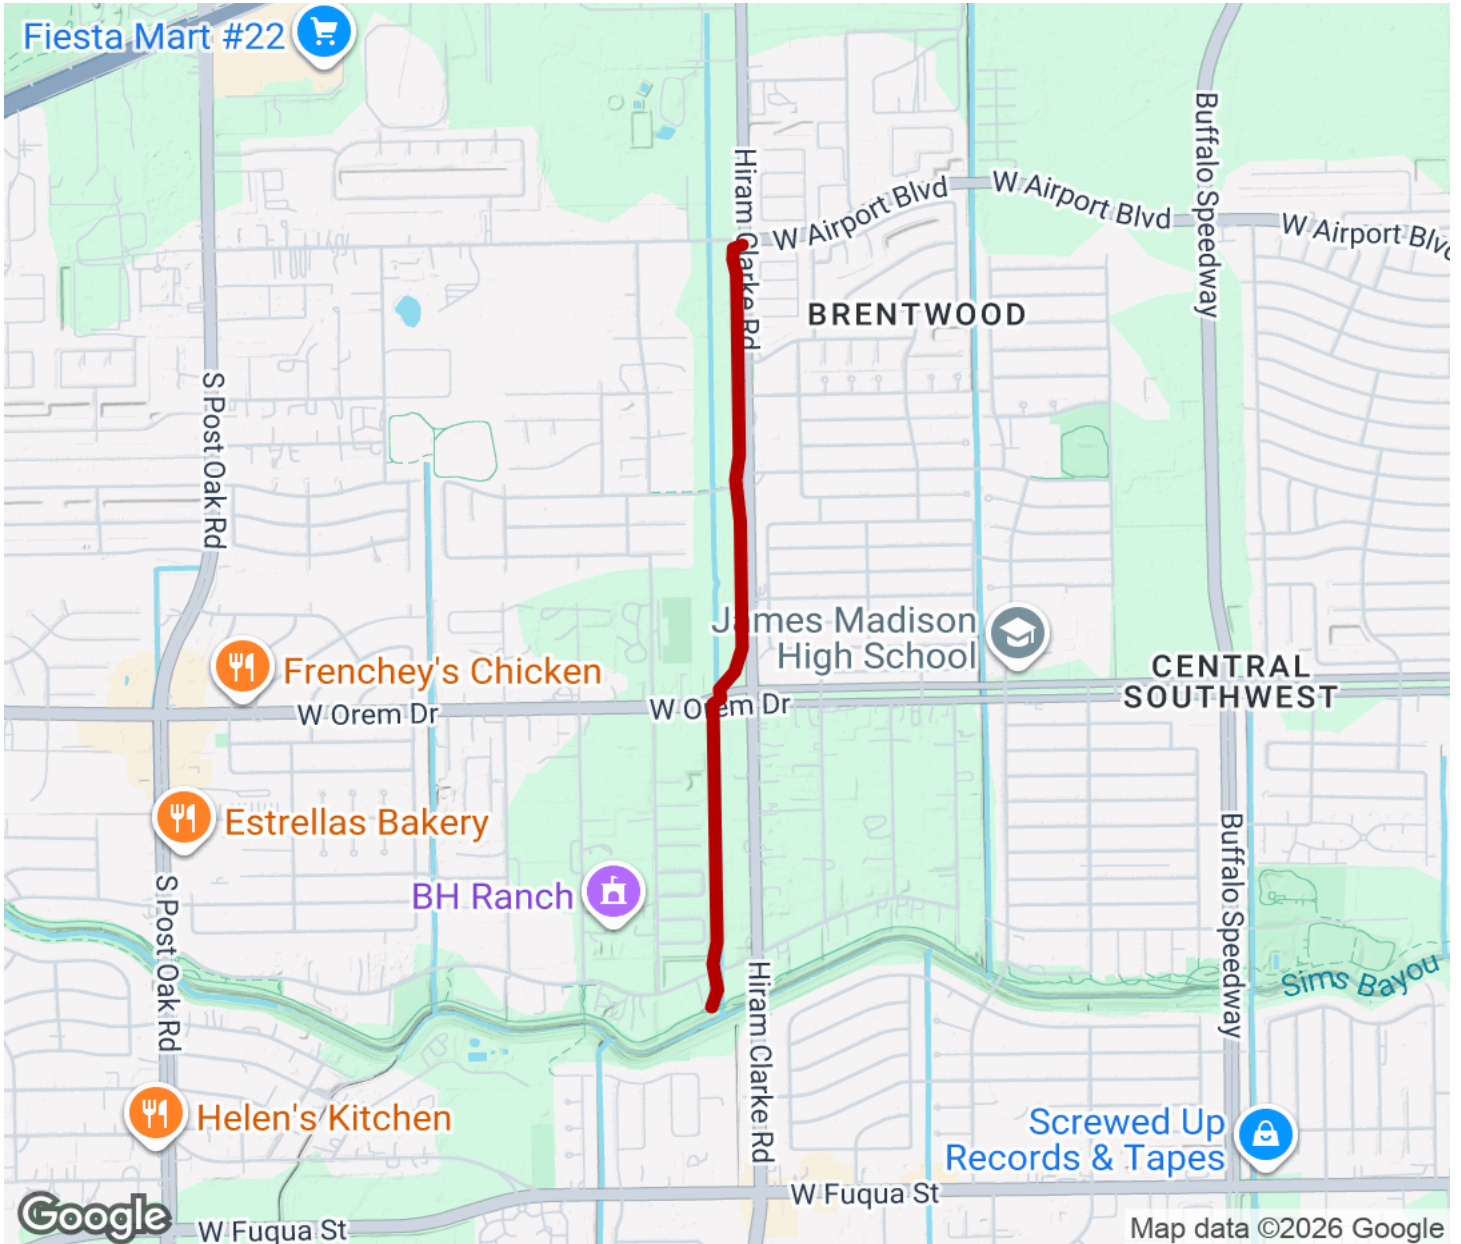 Fiesta Mart #22
Hiram Clarke Rd
Buffalo Speedway
W Airport Blvd
W Airport Blvd
W Airport Blvd
BRENTWOOD
S Post Oak Rd
James Madison
High School
Frenchey's Chicken
CENTRAL
SOUTHWEST
W Orem Dr
W Orem Dr
Estrellas Bakery
Buffalo Speedway
BH Ranch
S Post Oak Rd
Hiram Clarke Rd
Sims Bayou
Helen's Kitchen
Screwed Up
Records & Tapes
W Fuqua St
W Fuqua St
Google
Map data ©2026 Google